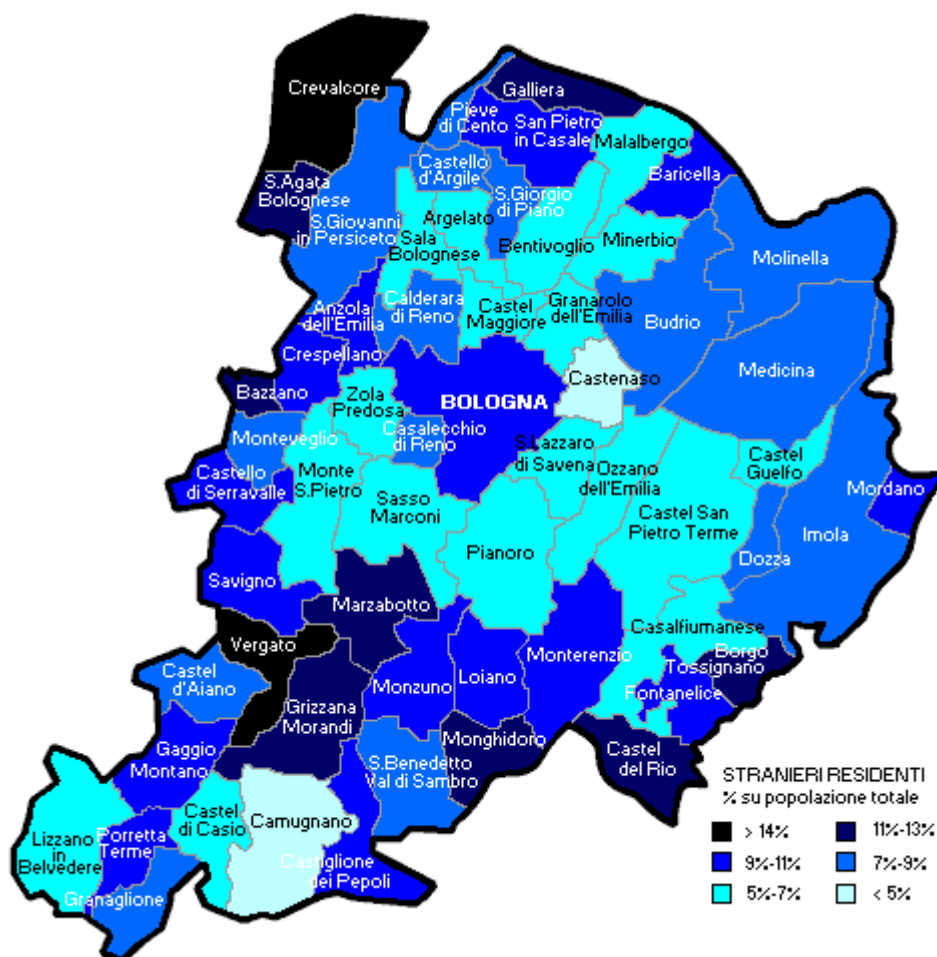 Crevalcore
Galliera
Pieve
di Cento
San Pietro
in Casale
Malalbergo
Baricella
S.Agata
Bolognese
Castello
d'Argile
S.Giorgio
di Piano
S.Giovanni
in Persiceto
Argelato
Sala
Bolognese
Bentivoglio
Minerbio
Molinella
Anzola
dell'Emilia
Calderara
di Reno
Castel
Maggiore
Granarolo
dell'Emilia
Budrio
Crespellano
Medicina
Bazzano
Zola
Predosa
BOLOGNA
Castenaso
Monteveglio
Casalecchio
di Reno
S.Lazzaro
di Savena
Castel
Guelfo
Castello
di Serravalle
Monte
S.Pietro
Ozzano
dell'Emilia
Mordano
Sasso
Marconi
Castel San
Pietro Terme
Imola
Pianoro
Dozza
Savigno
Marzabotto
Casalfiumanese
Vergato
Monterenzio
Borgo
Tossignano
Castel
d'Aiano
Monzuno
Loiano
Fontanelice
Grizzana
Morandi
Gaggio
Montano
S.Benedetto
Val di Sambro
Monghidoro
Castel
del Rio
Lizzano
in
Belvedere
Porretta
Terme
Castel
di Casio
Camugnano
Castiglione
dei Pepoli
Granaglione
STRANIERI RESIDENTI
% su popolazione totale
> 14%
11%-13%
9%-11%
7%-9%
5%-7%
< 5%